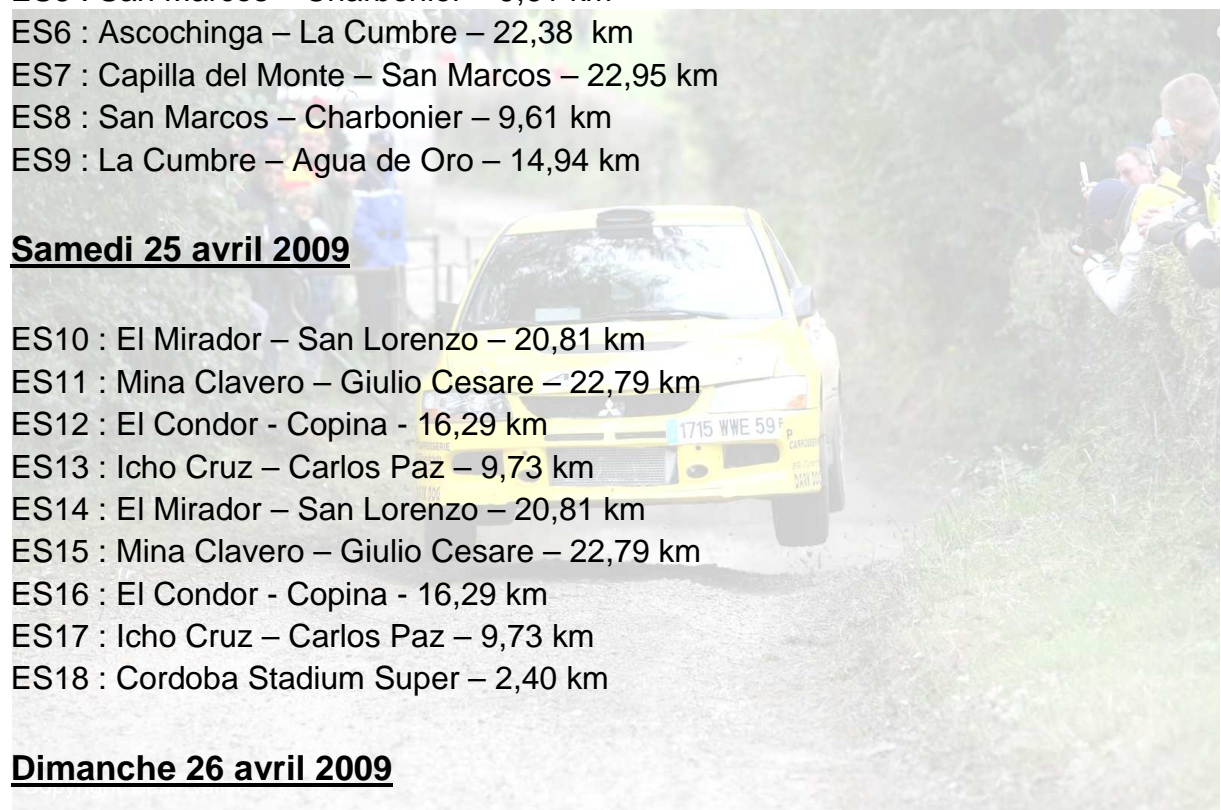 ES6 : Ascochinga – La Cumbre – 22,38  km
ES7 : Capilla del Monte – San Marcos – 22,95 km
ES8 : San Marcos – Charbonier – 9,61 km
ES9 : La Cumbre – Agua de Oro – 14,94 km
Samedi 25 avril 2009
ES10 : El Mirador – San Lorenzo – 20,81 km
ES11 : Mina Clavero – Giulio Cesare – 22,79 km
ES12 : El Condor - Copina - 16,29 km
1715 WWE 59
ES13 : Icho Cruz – Carlos Paz – 9,73 km
ES14 : El Mirador – San Lorenzo – 20,81 km
ES15 : Mina Clavero – Giulio Cesare – 22,79 km
ES16 : El Condor - Copina - 16,29 km
ES17 : Icho Cruz – Carlos Paz – 9,73 km
ES18 : Cordoba Stadium Super – 2,40 km
Dimanche 26 avril 2009